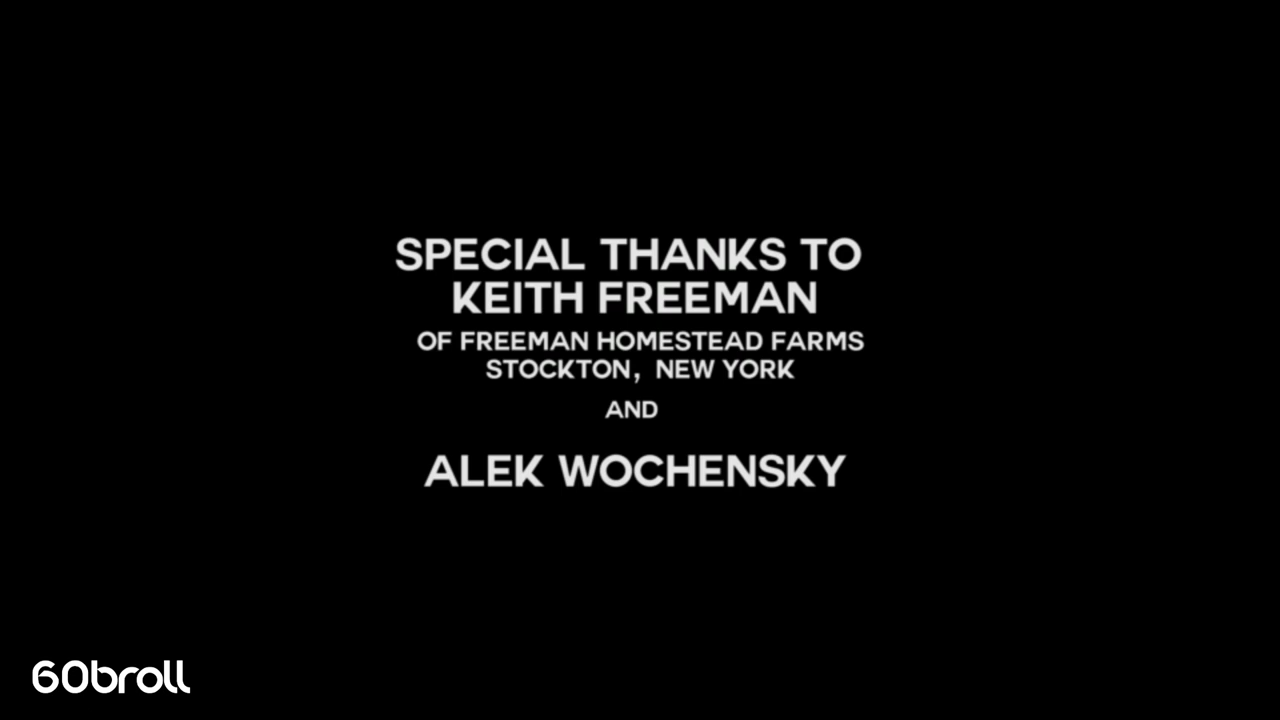 SPECIAL THANKS TO
KEITH FREEMAN
OF FREEMAN HOMESTEAD FARMS
STOCKTON, NEW YORK
AND
ALEK WOCHENSKY
60broll